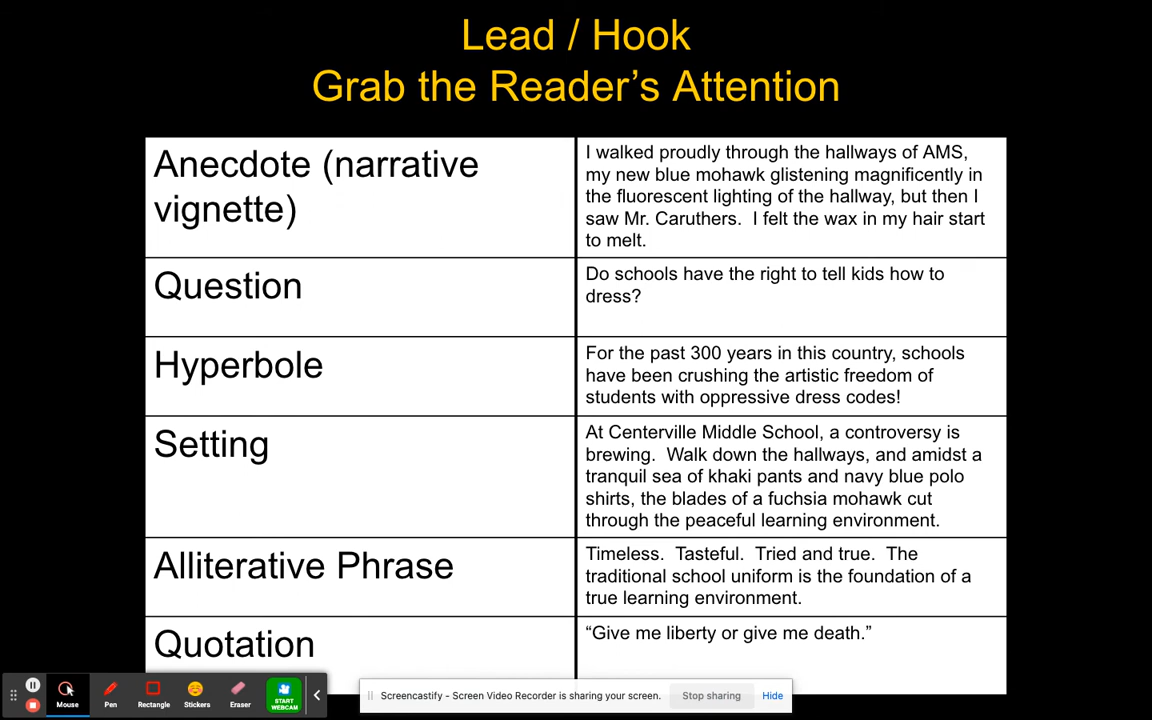 Lead / Hook
Grab the Reader’s Attention
Anecdote (narrative
vignette)
I walked proudly through the hallways of AMS,
my new blue mohawk glistening magnificently in
the fluorescent lighting of the hallway, but then I
saw Mr. Caruthers.  I felt the wax in my hair start
to melt.
Question
Do schools have the right to tell kids how to
dress?
Hyperbole
For the past 300 years in this country, schools
have been crushing the artistic freedom of
students with oppressive dress codes!
Setting
At Centerville Middle School, a controversy is
brewing.  Walk down the hallways, and amidst a
tranquil sea of khaki pants and navy blue polo
shirts, the blades of a fuchsia mohawk cut
through the peaceful learning environment.
Alliterative Phrase
Timeless.  Tasteful.  Tried and true.  The
traditional school uniform is the foundation of a
true learning environment.
Quotation
“Give me liberty or give me death.”
Mouse
Pen
Rectangle
Stickers
Eraser
START
WEBCAM
Screencastify - Screen Video Recorder is sharing your screen.
Stop sharing
Hide